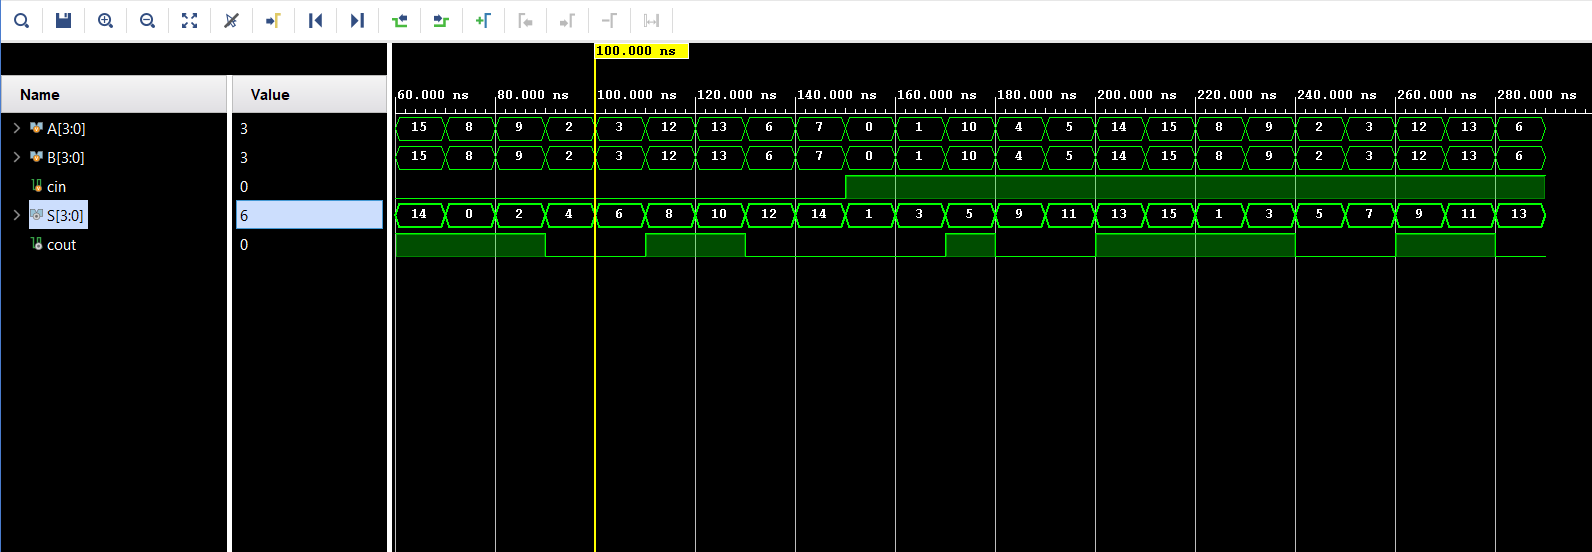 100.000 ns
Name Value
60.000 ns 80.000 ns 100.000 ns 120.000 ns 140.000 ns 160.000 ns 180.000 ns 200.000 ns 220.000 ns 240.000 ns 260.000 ns 280.000 ns
A[3:0] 3 15 8 9 2 3 12 13 6 7 0 1 10 4 5 14 15 8 9 2 3 12 13 6
B[3:0] 3 15 8 9 2 3 12 13 6 7 0 1 10 4 5 14 15 8 9 2 3 12 13 6
cin 0
S[3:0] 6 14 0 2 4 6 8 10 12 14 1 3 5 9 11 13 15 1 3 5 7 9 11 13
cout 0